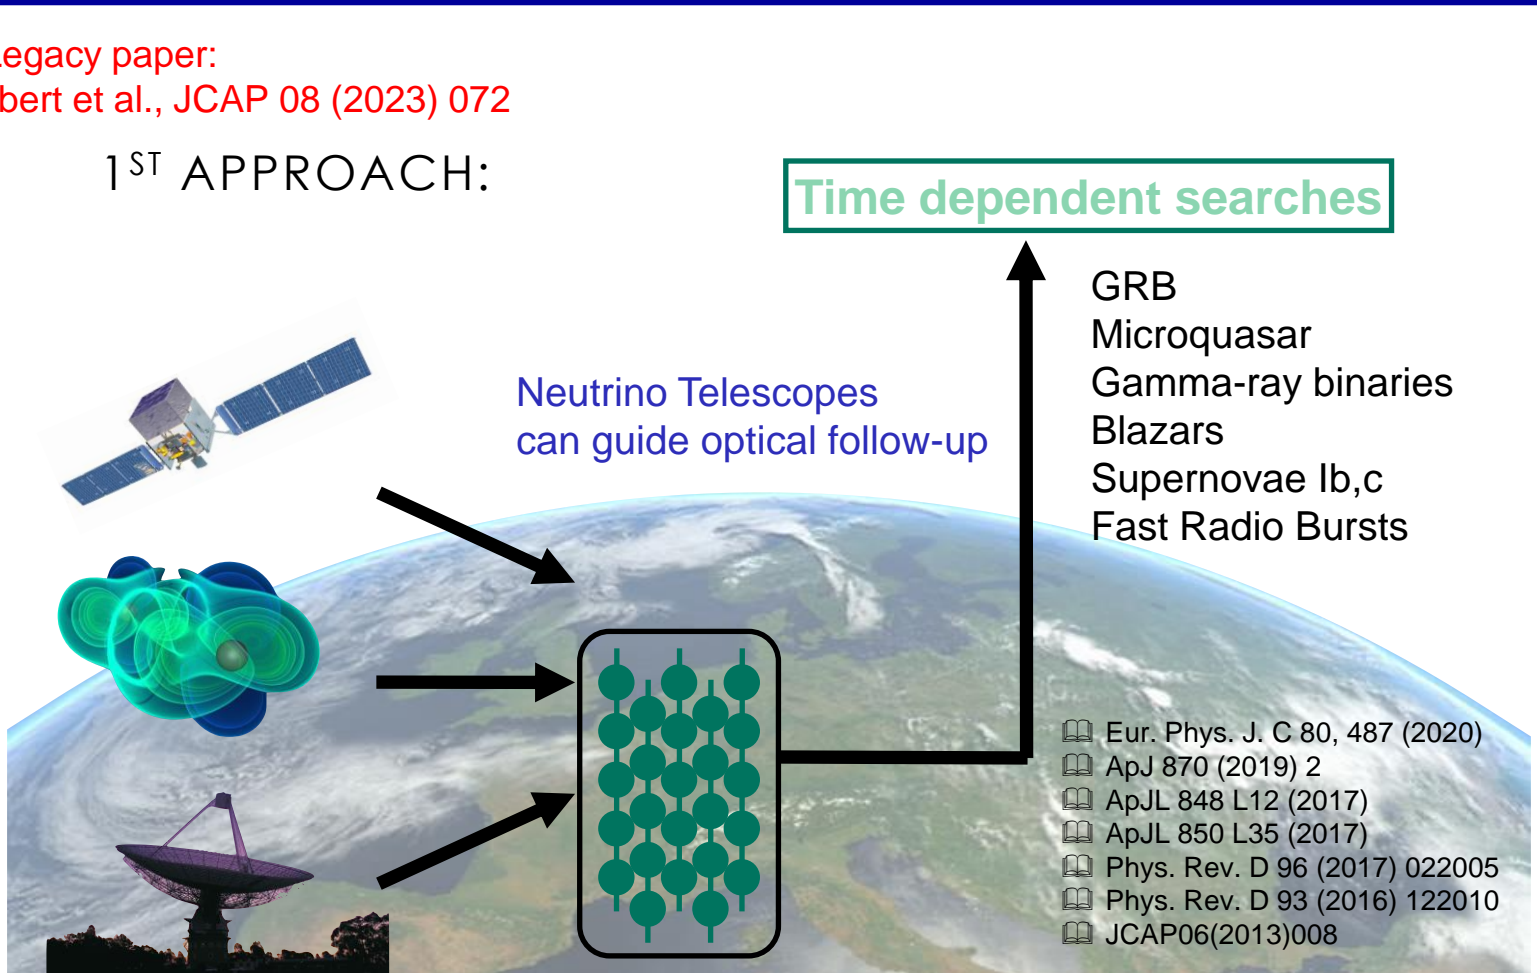 egacy paper:
bert et al., JCAP 08 (2023) 072
1ST APPROACH:
Time dependent searches
GRB
Microquasar
Gamma-ray binaries
Blazars
Supernovae Ib,c
Fast Radio Bursts
Neutrino Telescopes
can guide optical follow-up
Eur. Phys. J. C 80, 487 (2020)
ApJ 870 (2019) 2
ApJL 848 L12 (2017)
ApJL 850 L35 (2017)
Phys. Rev. D 96 (2017) 022005
Phys. Rev. D 93 (2016) 122010
JCAP06(2013)008